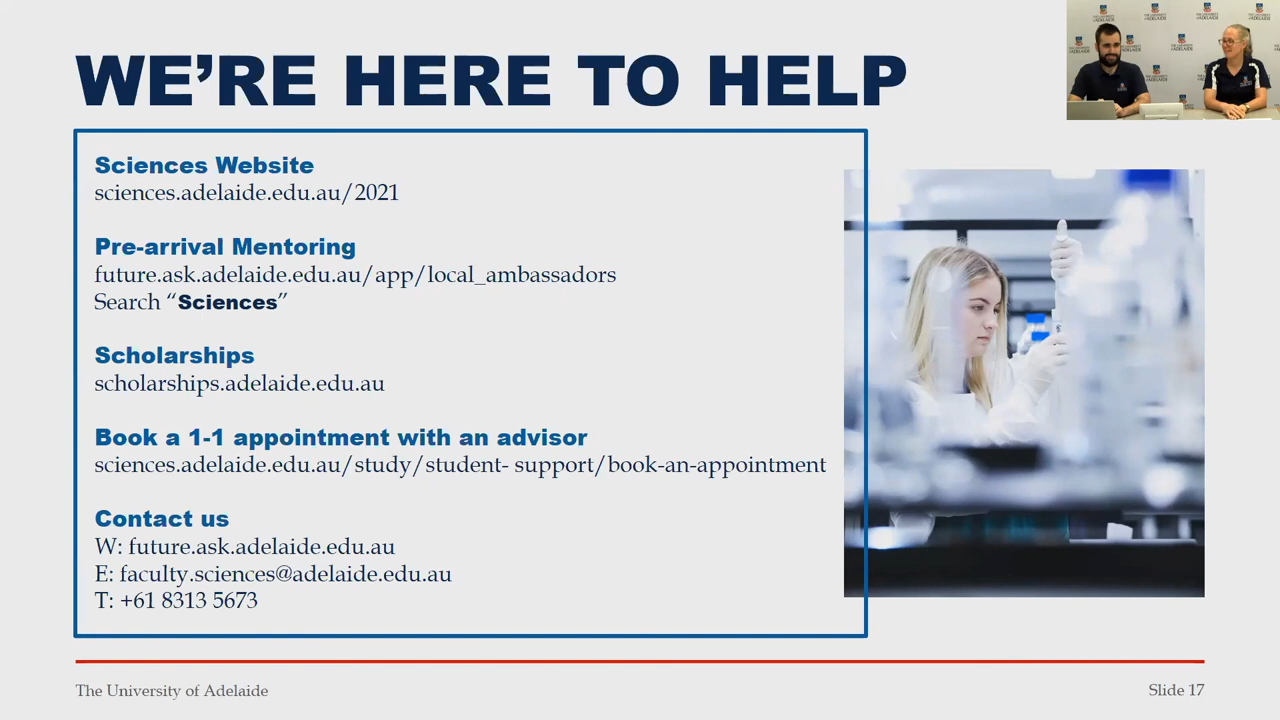 WE’RE HERE TO HELP
Sciences Website
sciences.adelaide.edu.au/2021
Pre-arrival Mentoring
future.ask.adelaide.edu.au/app/local_ambassadors
Search “Sciences”
Scholarships
scholarships.adelaide.edu.au
Book a 1-1 appointment with an advisor
sciences.adelaide.edu.au/study/student- support/book-an-appointment
Contact us
W: future.ask.adelaide.edu.au
E: faculty.sciences@adelaide.edu.au
T: +61 8313 5673
The University of Adelaide
Slide 17